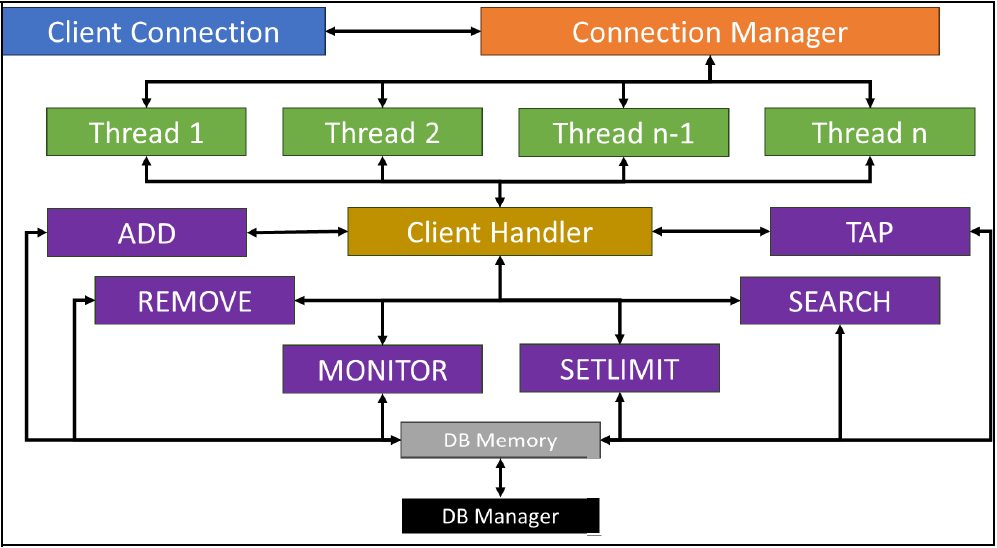 Client Connection
Connection Manager
Thread 1
Thread 2
Thread n-1
Thread n
ADD
Client Handler
TAP
REMOVE
SEARCH
MONITOR
SETLIMIT
DB Memory
DB Manager